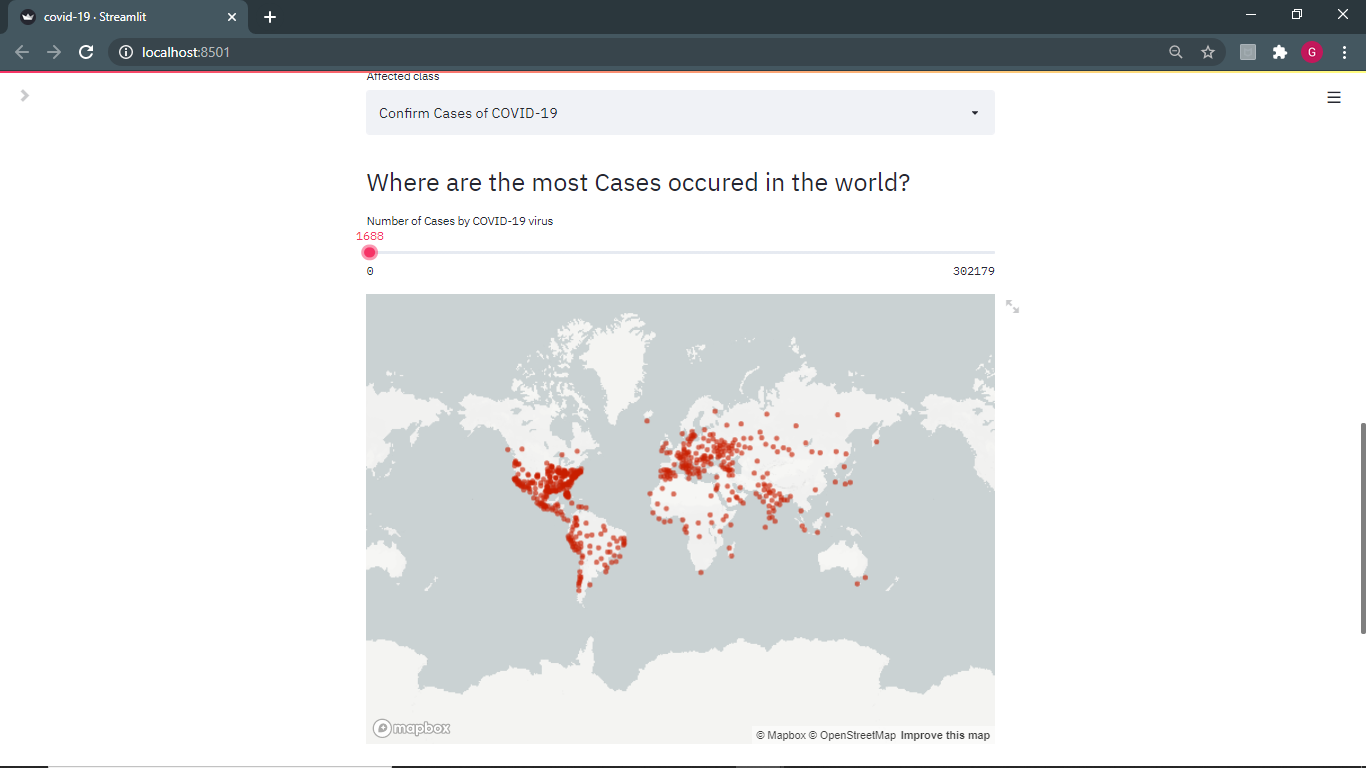 covid-19 · Streamlit
localhost:8501
G
Affected class
Confirm Cases of COVID-19
Where are the most Cases occured in the world?
Number of Cases by COVID-19 virus
1688
0 302179
mapbox
© Mapbox © OpenStreetMap Improve this map